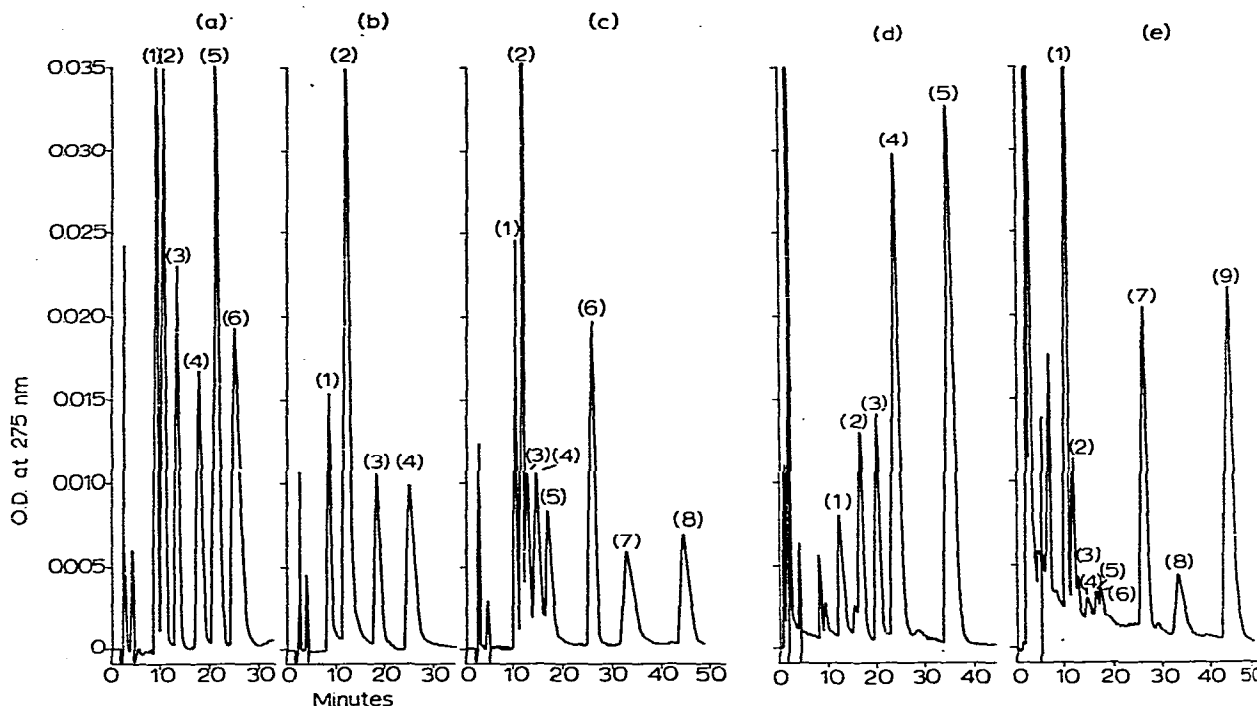 (a) (b) (c) (d) (e)
(1) (2) (5) (2) (2) (1)
0.035
(5)
0.030 (4)
(1)
0.025
(3) (6) (7) (9)
0.020 (6)
(4) (1)
0.015 (2) (3)
(3) (4) (3) (4) (2)
0.010 (5) (1)
(7) (8) (3) (5)
0.005 (4) (6) (8)
0
O.D. at 275 nm
0 10 20 30 0 10 20 30 0 10 20 30 40 50 0 10 20 30 40 0 10 20 30 40 50
Minutes